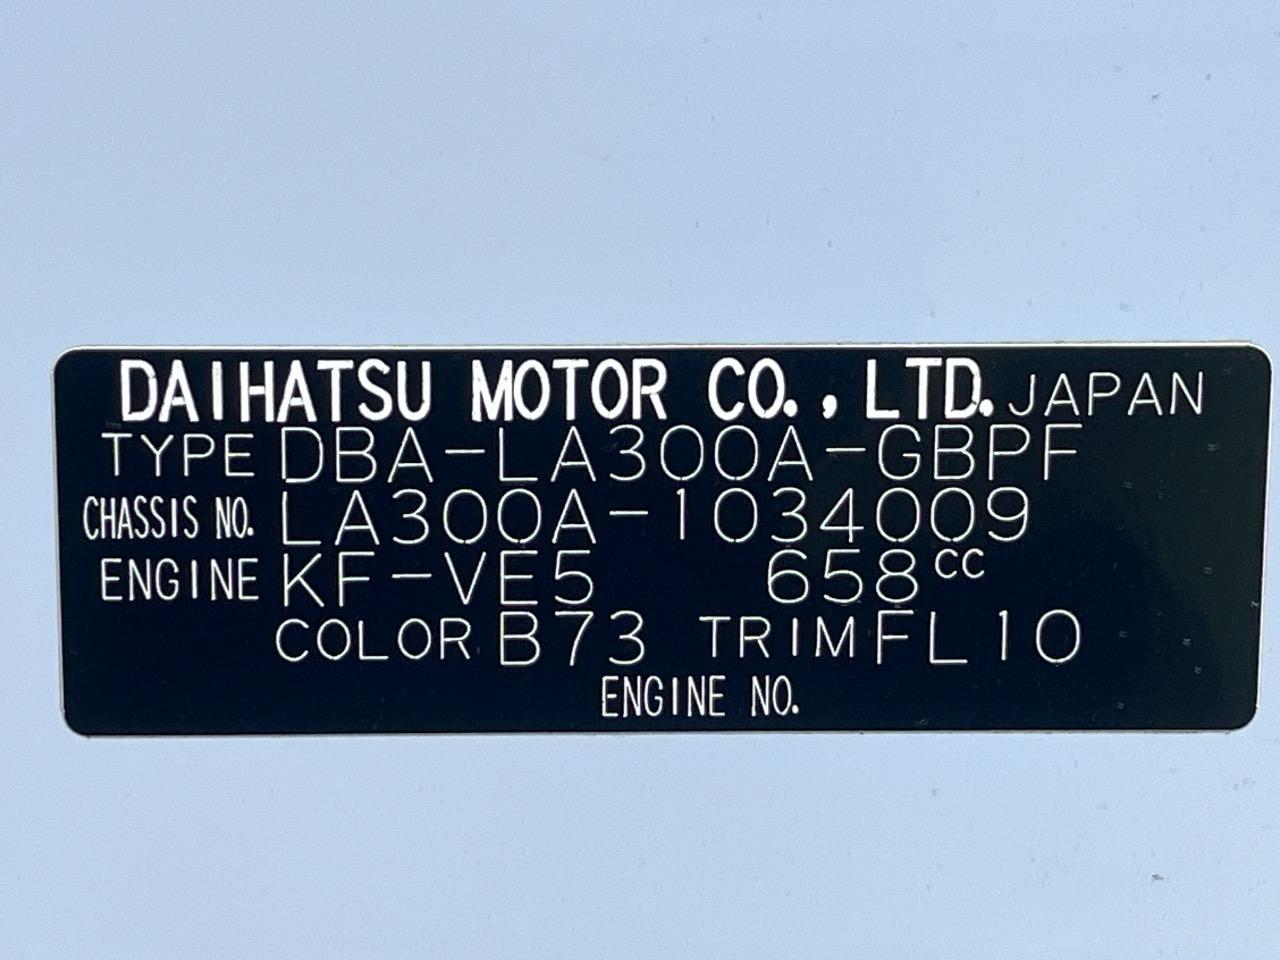 DAIHATSU MOTOR CO., LTD. JAPAN
TYPE DBA-LA300A-GBPF
CHASSIS NO. LA300A-1034009
ENGINE KF-VE5 658CC
COLOR B73 TRIM FL10
ENGINE NO.